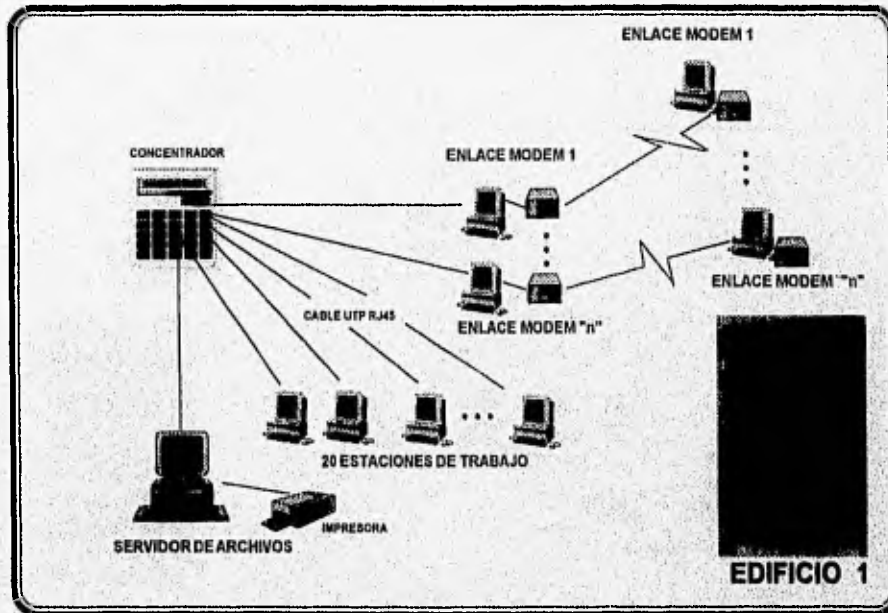 ENLACE MODEM 1
CONCENTRADOR
ENLACE MODEM 1
ENLACE MODEM "n"
ENLACE MODEM "n"
CABLE UTP RJ45
20 ESTACIONES DE TRABAJO
IMPRESORA
SERVIDOR DE ARCHIVOS
EDIFICIO 1